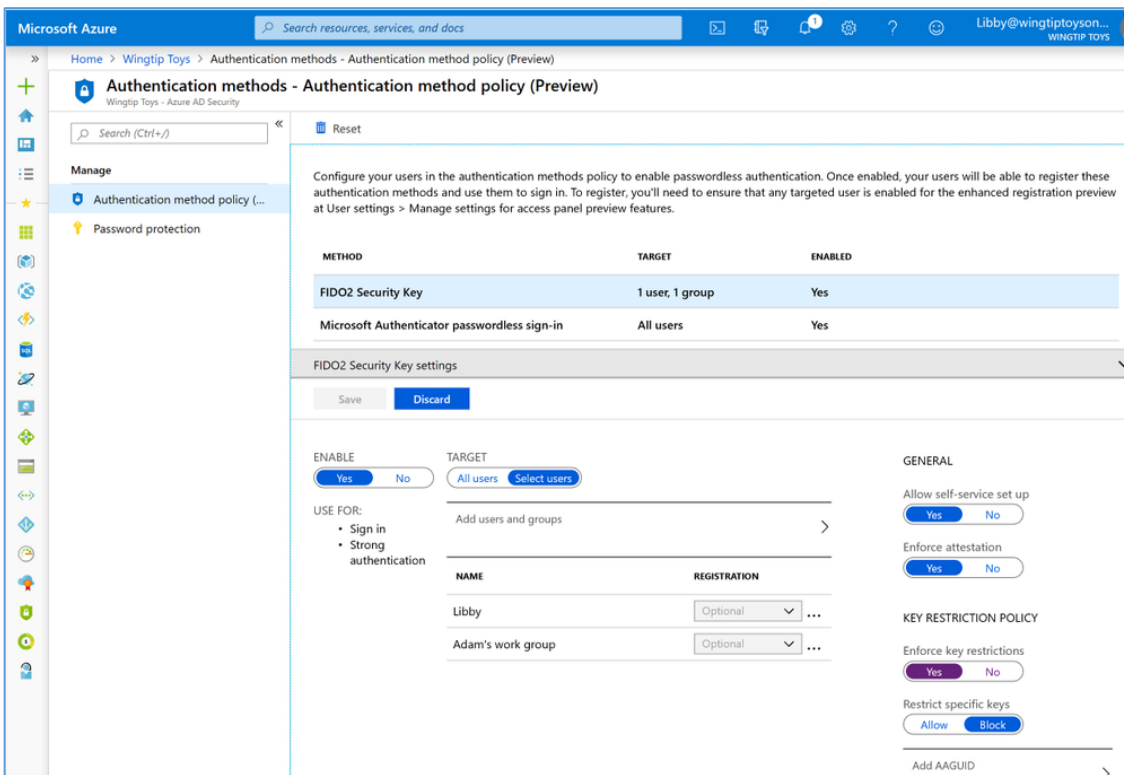 Microsoft Azure
Search resources, services, and docs
1
Libby@wingtiptoyson...
WINGTIP TOYS
Home > Wingtip Toys > Authentication methods - Authentication method policy (Preview)
Authentication methods - Authentication method policy (Preview)
Wingtip Toys - Azure AD Security
Search (Ctrl+/)
Reset
Manage
Authentication method policy (...
Password protection
Configure your users in the authentication methods policy to enable passwordless authentication. Once enabled, your users will be able to register these
authentication methods and use them to sign in. To register, you'll need to ensure that any targeted user is enabled for the enhanced registration preview
at User settings > Manage settings for access panel preview features.
METHOD TARGET ENABLED
FIDO2 Security Key 1 user, 1 group Yes
Microsoft Authenticator passwordless sign-in All users Yes
FIDO2 Security Key settings
Save Discard
ENABLE
Yes No
USE FOR:
• Sign in
• Strong
authentication
TARGET
All users Select users
Add users and groups
NAME REGISTRATION
Libby Optional ...
Adam's work group Optional ...
GENERAL
Allow self-service set up
Yes No
Enforce attestation
Yes No
KEY RESTRICTION POLICY
Enforce key restrictions
Yes No
Restrict specific keys
Allow Block
Add AAGUID